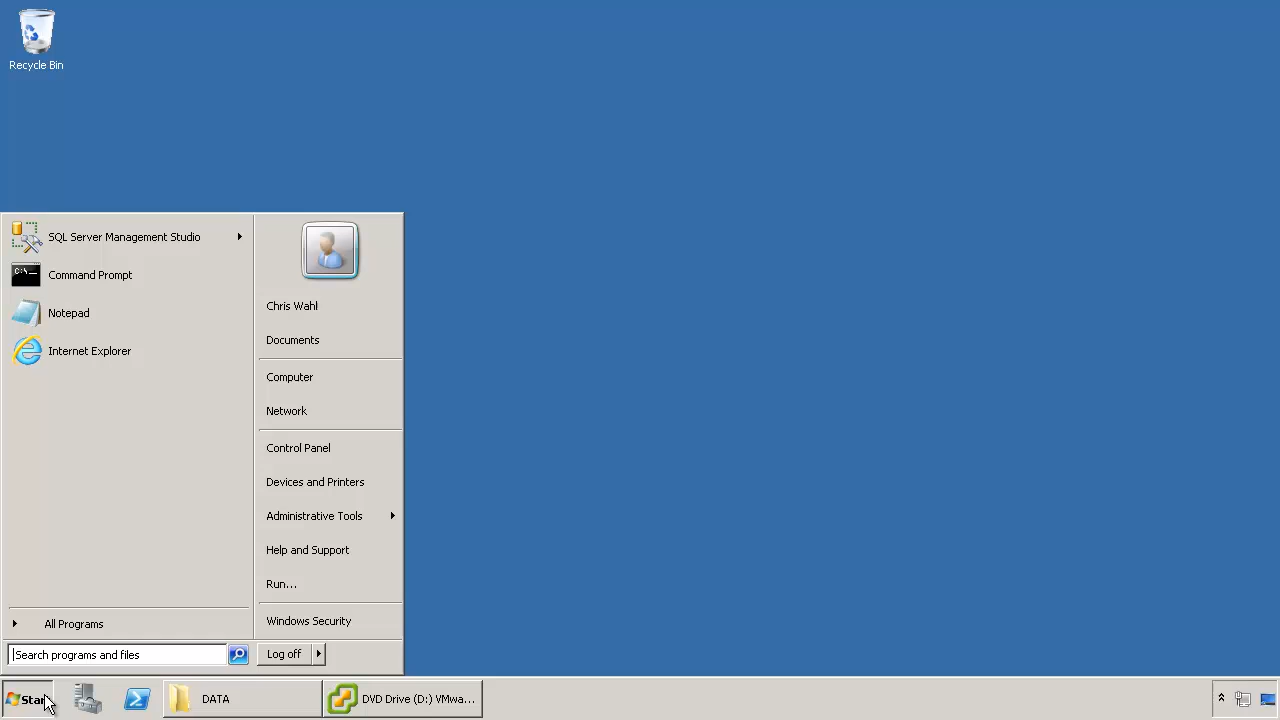 Recycle Bin
SQL Server Management Studio
Command Prompt
Notepad
Internet Explorer
All Programs
Search programs and files
Chris Wahl
Documents
Computer
Network
Control Panel
Devices and Printers
Administrative Tools
Help and Support
Run...
Windows Security
Log off
Star
DATA
DVD Drive (D:) VMwa...